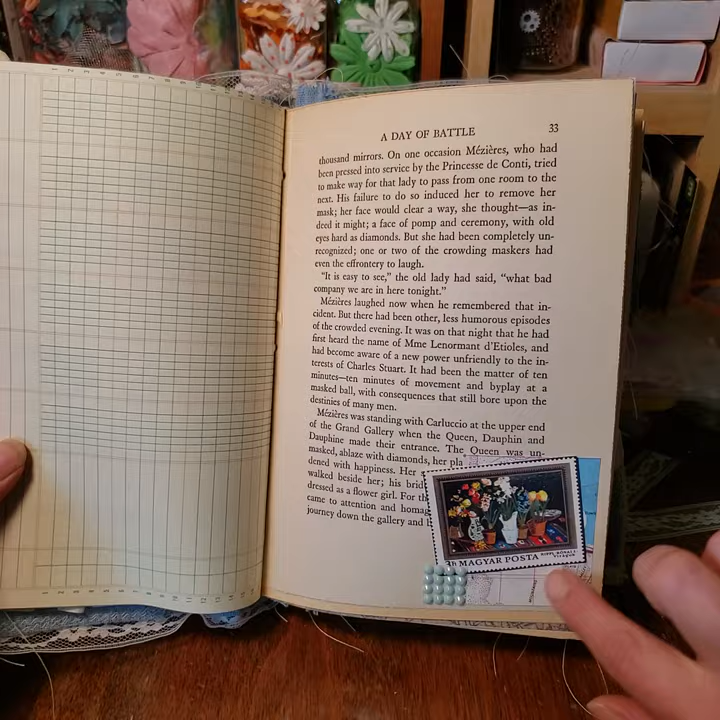 A DAY OF BATTLE 33
thousand mirrors. On one occasion Mézières, who had
been pressed into service by the Princesse de Conti, tried
to make way for that lady to pass from one room to the
next. His failure to do so induced her to remove her
mask; her face would clear a way, she thought—as in-
deed it might; a face of pomp and ceremony, with old
eyes hard as diamonds. But she had been completely un-
recognized; one or two of the crowding maskers had
even the effrontery to laugh.
"It is easy to see," the old lady had said, "what bad
company we are in here tonight."
Mézières laughed now when he remembered that in-
cident. But there had been other, less humorous episodes
of the crowded evening. It was on that night that he had
first heard the name of Mme Lenormant d'Etioles, and
had become aware of a new power unfriendly to the in-
terests of Charles Stuart. It had been the matter of ten
minutes—ten minutes of movement and byplay at a
masked ball, with consequences that still bore upon the
destinies of many men.
Mézières was standing with Carluccio at the upper end
of the Grand Gallery when the Queen, Dauphin and
Dauphine made their entrance. The Queen was un-
masked, ablaze with diamonds, her pla
dened with happiness. Her
walked beside her; his brid
dressed as a flower girl. For th
came to attention and homag
journey down the gallery and
MAGYAR POSTA RIPPL-RÓNAI:
Virágok